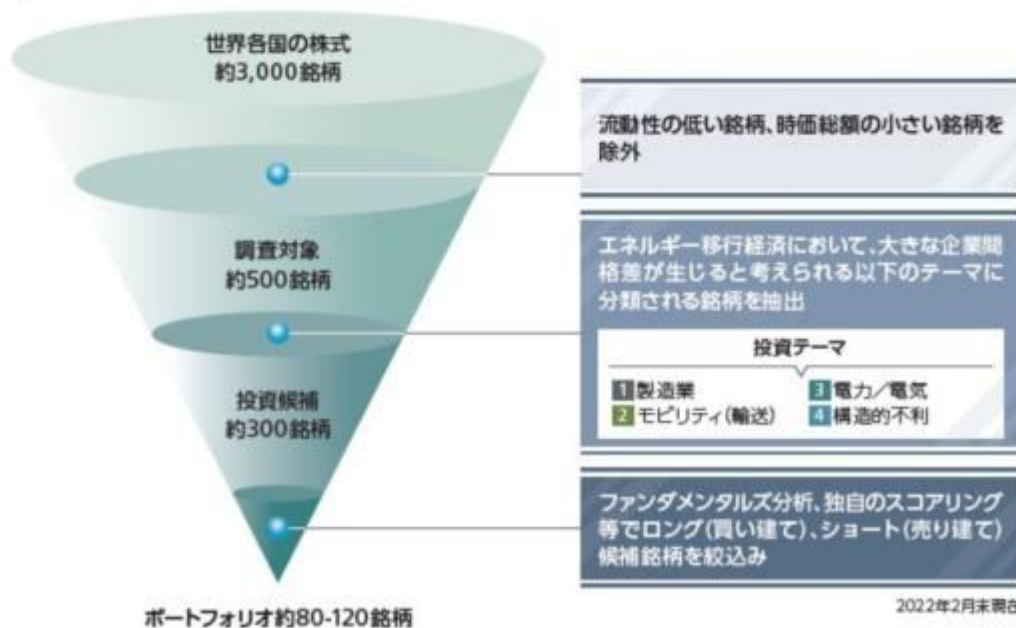 世界各国の株式
約3,000銘柄
流動性の低い銘柄、時価総額の小さい銘柄を
除外
調査対象
約500銘柄
エネルギー移行経済において、大きな企業間
格差が生じると考えられる以下のテーマに
分類される銘柄を抽出
投資テーマ
1 製造業
3 電力／電気
2 モビリティ(輸送)
4 構造的不利
投資候補
約300銘柄
ファンダメンタルズ分析、独自のスコアリング
等でロング(買い建て)、ショート(売り建て)
候補銘柄を絞込み
ポートフォリオ約80-120銘柄
2022年2月末現在